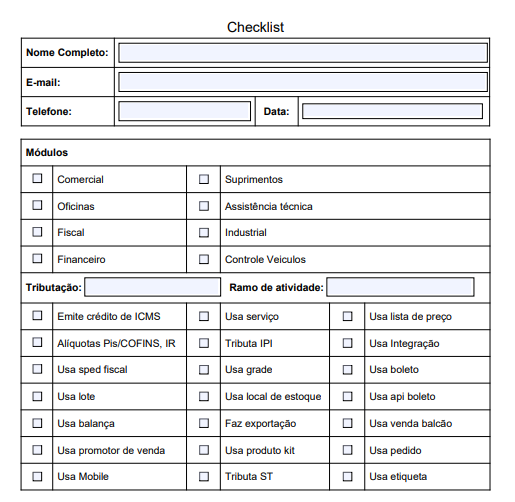 Checklist
Nome Completo:
E-mail:
Telefone: Data:
Módulos
Comercial Suprimentos
Oficinas Assistência técnica
Fiscal Industrial
Financeiro Controle Veiculos
Tributação: Ramo de atividade:
Emite crédito de ICMS Usa serviço Usa lista de preço
Alíquotas Pis/COFINS, IR Tributa IPI Usa Integração
Usa sped fiscal Usa grade Usa boleto
Usa lote Usa local de estoque Usa api boleto
Usa balança Faz exportação Usa venda balcão
Usa promotor de venda Usa produto kit Usa pedido
Usa Mobile Tributa ST Usa etiqueta